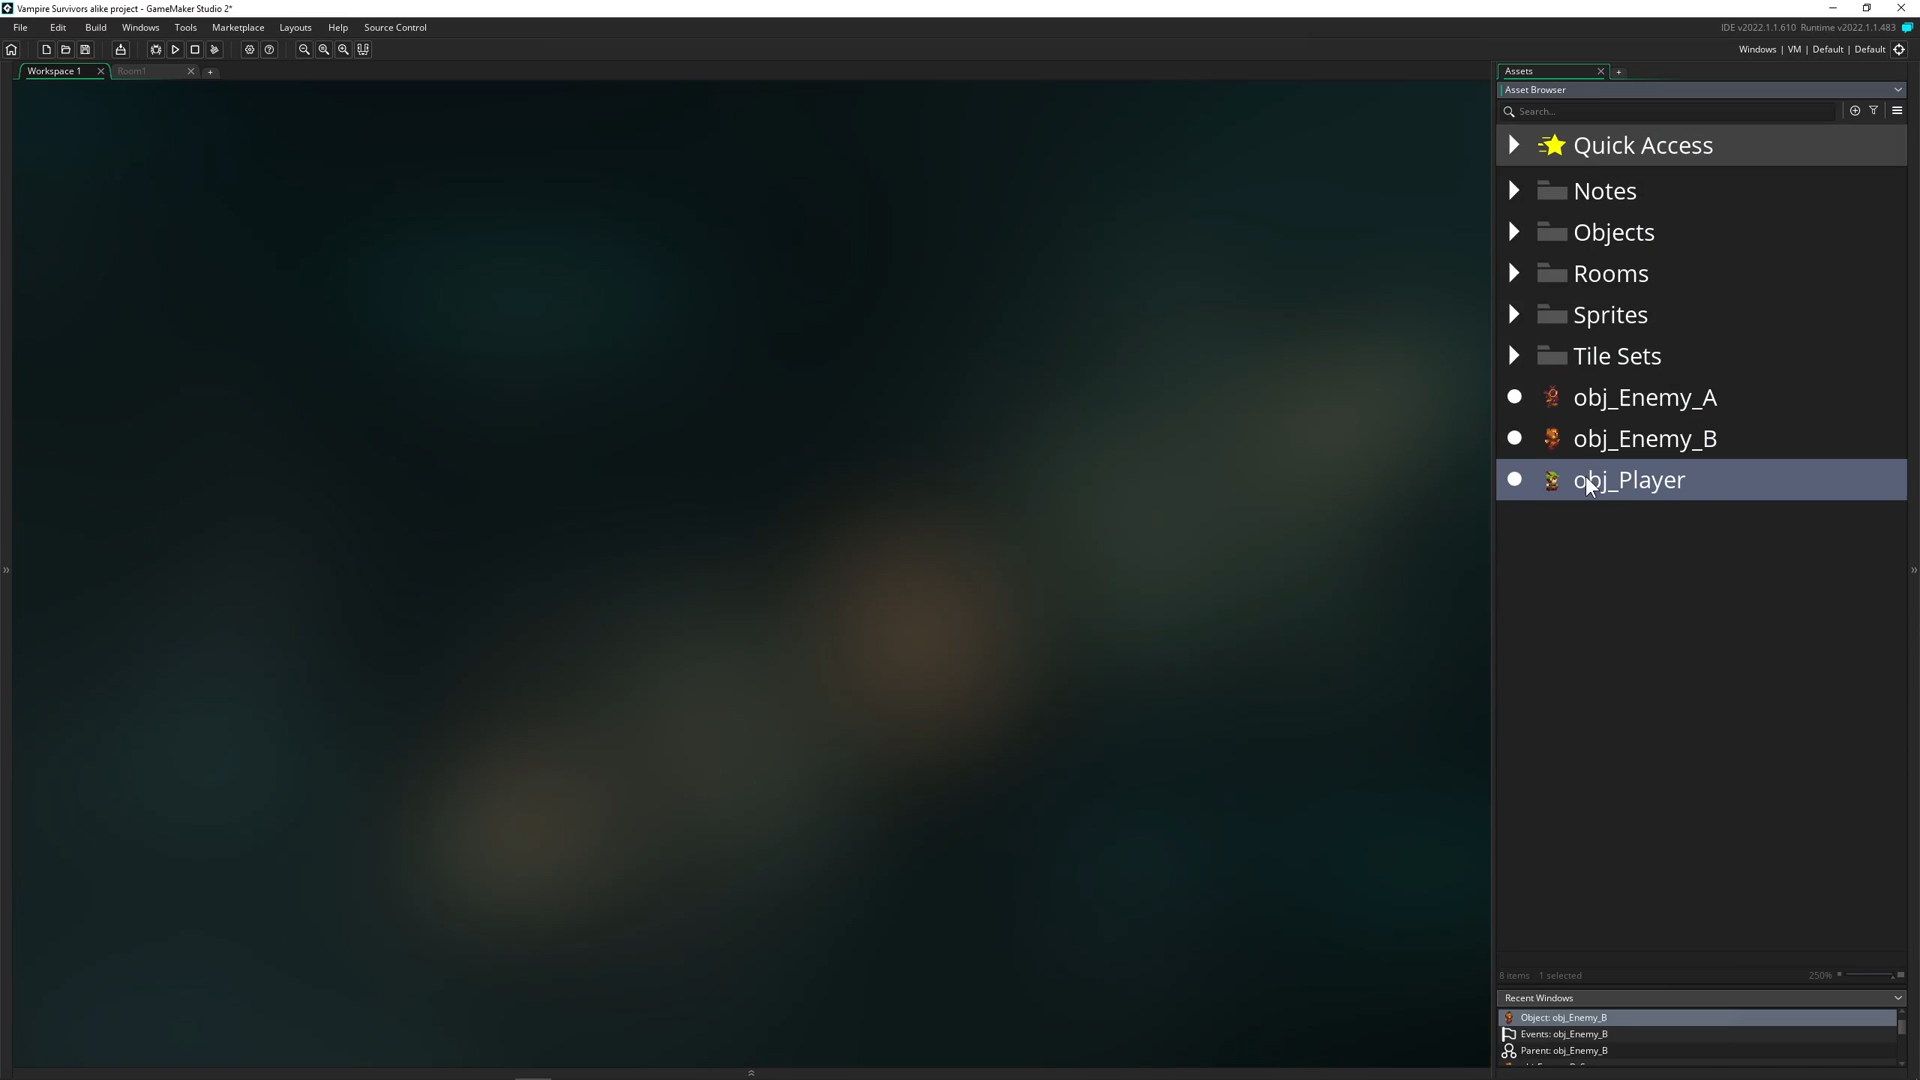 Vampire Survivors alike project - GameMaker Studio 2*
File Edit Build Windows Tools Marketplace Layouts Help Source Control
IDE v2022.1.1.610 Runtime v2022.1.1.483
Windows | VM | Default | Default
Workspace 1
Room1
Assets
Asset Browser
Search...
Quick Access
Notes
Objects
Rooms
Sprites
Tile Sets
obj_Enemy_A
obj_Enemy_B
obj_Player
8 items 1 selected
250%
Recent Windows
Object: obj_Enemy_B
Events: obj_Enemy_B
Parent: obj_Enemy_B